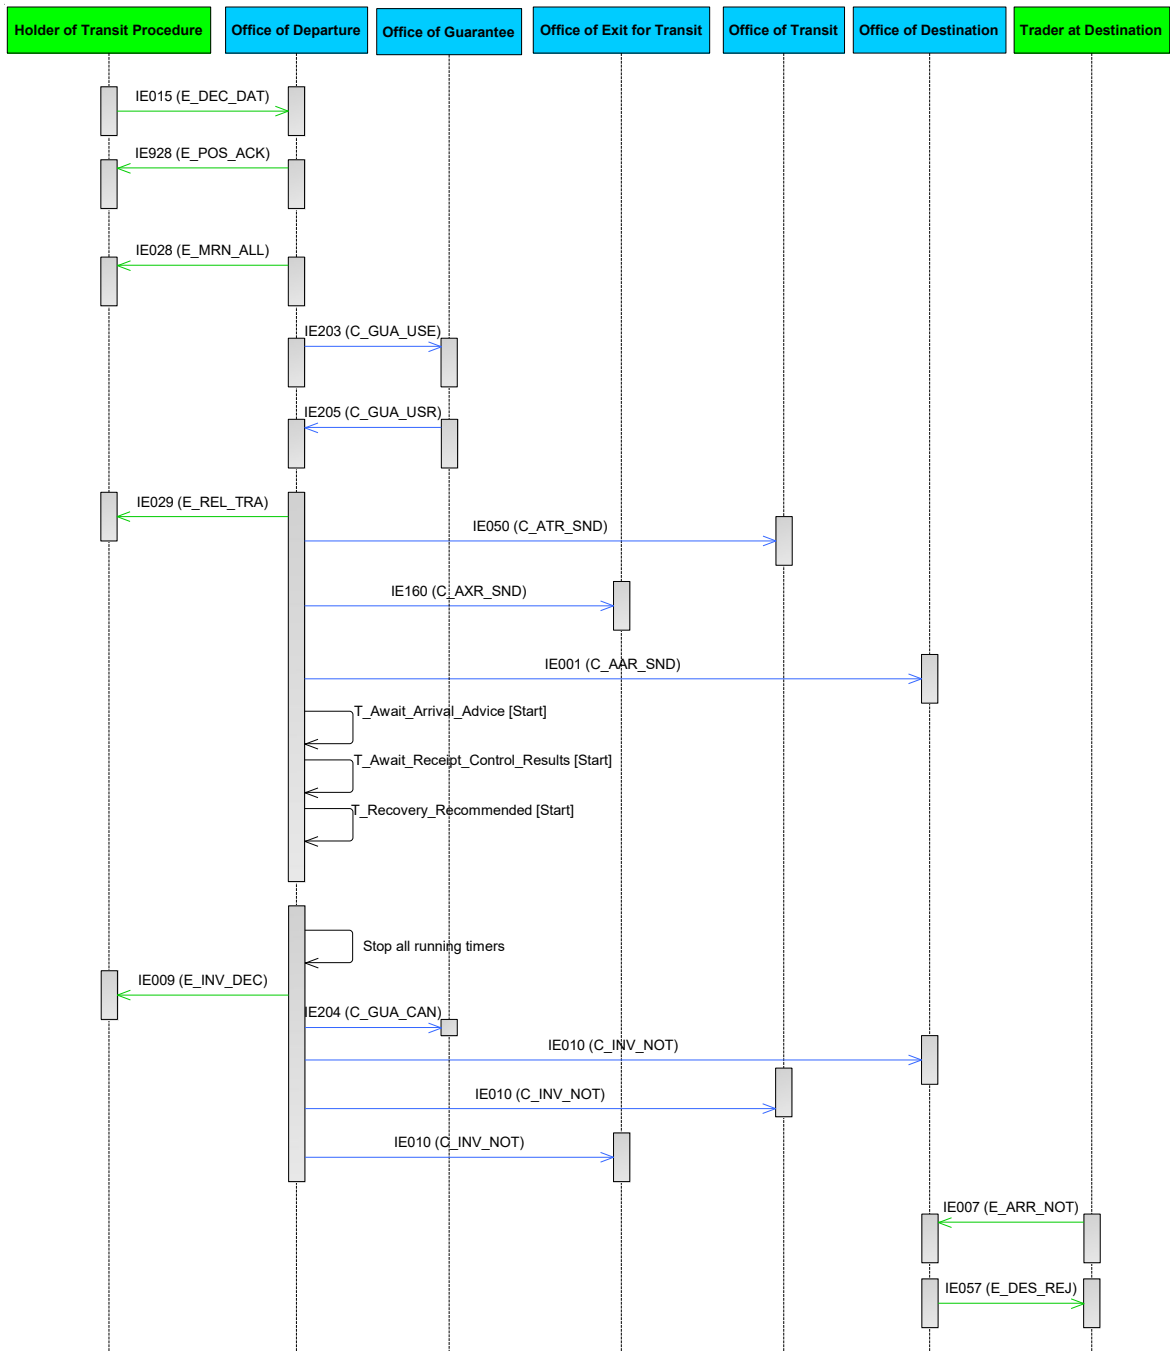 Holder of Transit Procedure
Office of Departure
Office of Guarantee
Office of Exit for Transit
Office of Transit
Office of Destination
Trader at Destination
IE015 (E_DEC_DAT)
IE928 (E_POS_ACK)
IE028 (E_MRN_ALL)
IE203 (C_GUA_USE)
IE205 (C_GUA_USR)
IE029 (E_REL_TRA)
IE050 (C_ATR_SND)
IE160 (C_AXR_SND)
IE001 (C_AAR_SND)
T_Await_Arrival_Advice [Start]
T_Await_Receipt_Control_Results [Start]
T_Recovery_Recommended [Start]
Stop all running timers
IE009 (E_INV_DEC)
IE204 (C_GUA_CAN)
IE010 (C_INV_NOT)
IE010 (C_INV_NOT)
IE010 (C_INV_NOT)
IE007 (E_ARR_NOT)
IE057 (E_DES_REJ)